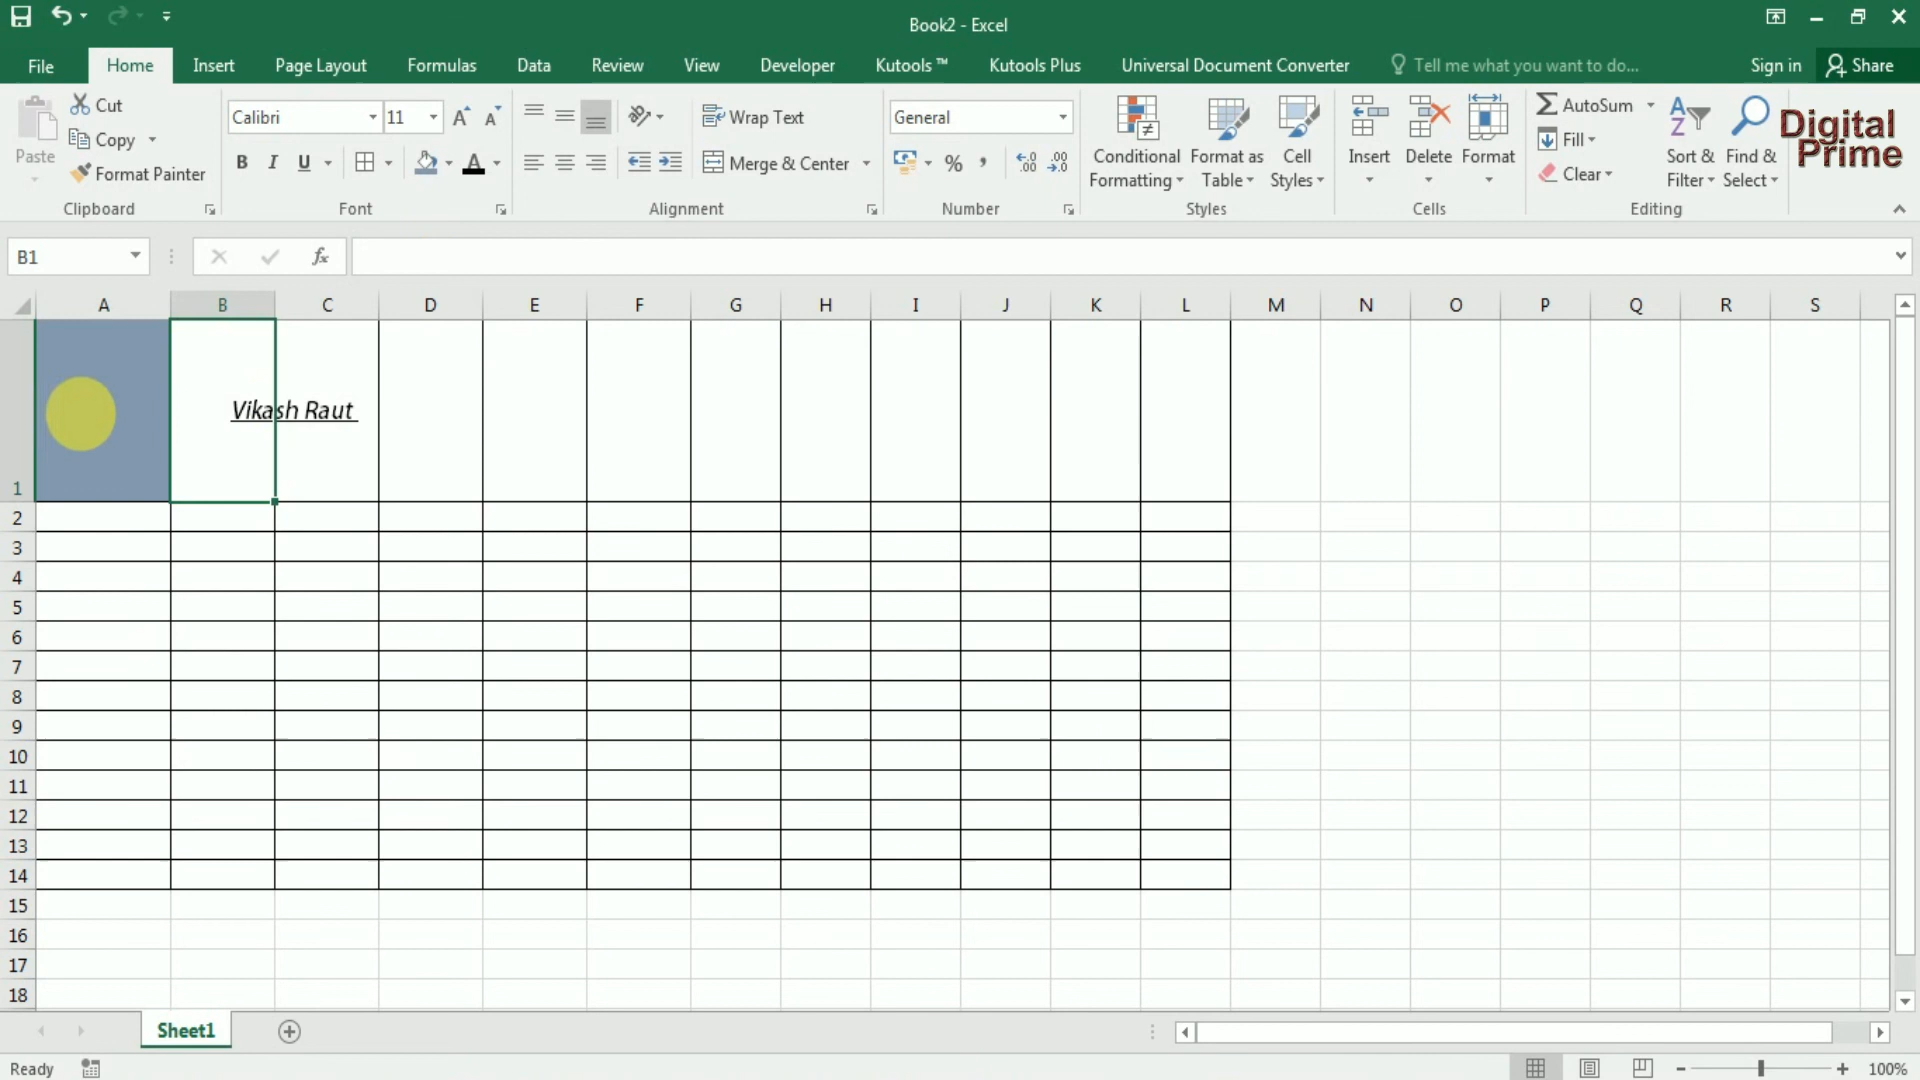 Book2 - Excel
File Home Insert Page Layout Formulas Data Review View Developer Kutools ™ Kutools Plus Universal Document Converter Tell me what you want to do... Sign in Share
Paste
Cut
Copy
Format Painter
Clipboard
Calibri 11
B I U A
Font
Wrap Text
Merge & Center
Alignment
General
%
Number
Conditional Formatting
Format as Table
Cell Styles
Styles
Insert
Delete
Format
Cells
AutoSum
Fill
Clear
Sort & Filter
Find & Select
Editing
Digital
Prime
B1 fx
A B C D E F G H I J K L M N O P Q R S
Vikash Raut
1
2
3
4
5
6
7
8
9
10
11
12
13
14
15
16
17
18
Sheet1
Ready
100%